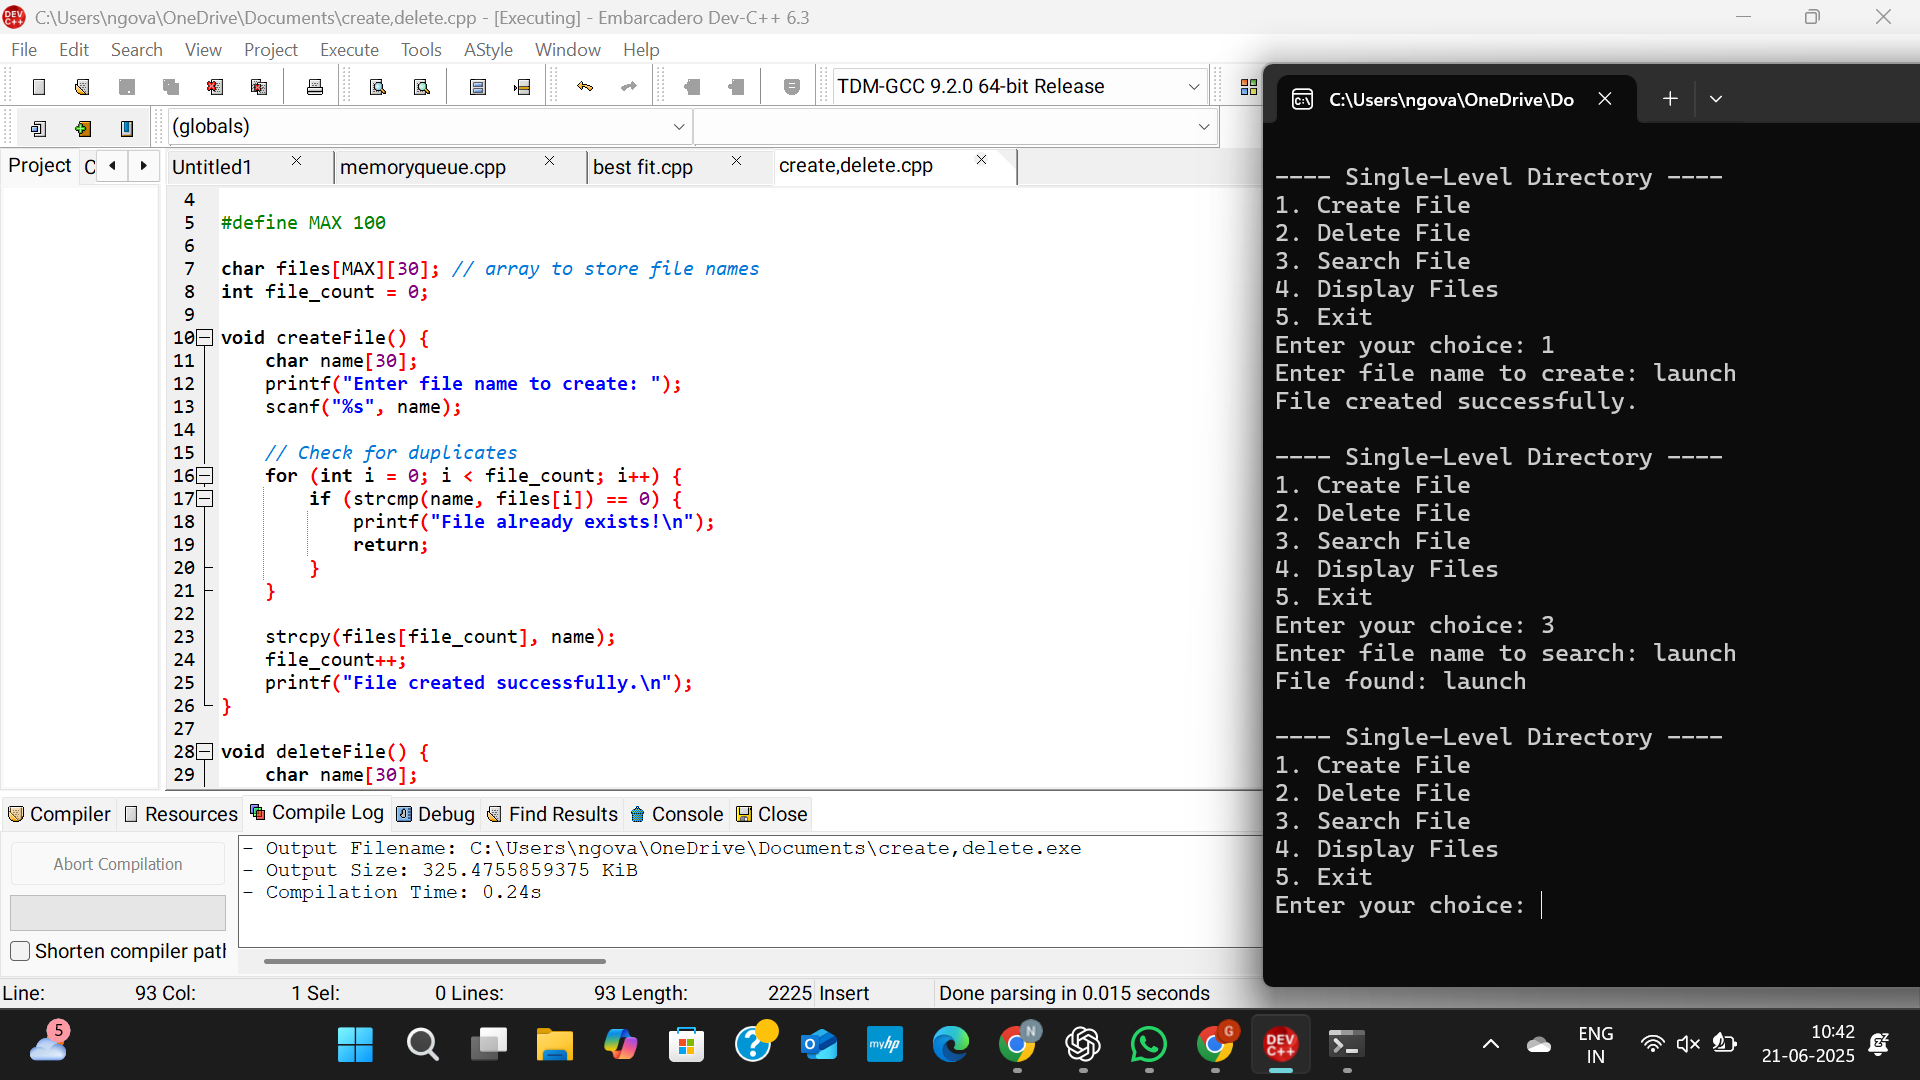 C:\Users\ngova\OneDrive\Documents\create,delete.cpp - [Executing] - Embarcadero Dev-C++ 6.3
File Edit Search View Project Execute Tools AStyle Window Help
TDM-GCC 9.2.0 64-bit Release
(globals)
Project C
Untitled1
memoryqueue.cpp
best fit.cpp
create,delete.cpp
4
5 #define MAX 100
6
7 char files[MAX][30]; // array to store file names
8 int file_count = 0;
9
10 void createFile() {
11 char name[30];
12 printf("Enter file name to create: ");
13 scanf("%s", name);
14
15 // Check for duplicates
16 for (int i = 0; i < file_count; i++) {
17 if (strcmp(name, files[i]) == 0) {
18 printf("File already exists!\n");
19 return;
20 }
21 }
22
23 strcpy(files[file_count], name);
24 file_count++;
25 printf("File created successfully.\n");
26 }
27
28 void deleteFile() {
29 char name[30];
Compiler Resources Compile Log Debug Find Results Console Close
Abort Compilation
Shorten compiler pat
- Output Filename: C:\Users\ngova\OneDrive\Documents\create,delete.exe
- Output Size: 325.4755859375 KiB
- Compilation Time: 0.24s
Line: 93 Col: 1 Sel: 0 Lines: 93 Length: 2225 Insert Done parsing in 0.015 seconds
C:\Users\ngova\OneDrive\Do
---- Single-Level Directory ----
1. Create File
2. Delete File
3. Search File
4. Display Files
5. Exit
Enter your choice: 1
Enter file name to create: launch
File created successfully.
---- Single-Level Directory ----
1. Create File
2. Delete File
3. Search File
4. Display Files
5. Exit
Enter your choice: 3
Enter file name to search: launch
File found: launch
---- Single-Level Directory ----
1. Create File
2. Delete File
3. Search File
4. Display Files
5. Exit
Enter your choice:
5
myhp
N
G
DEV C++
ENG
IN
10:42
21-06-2025